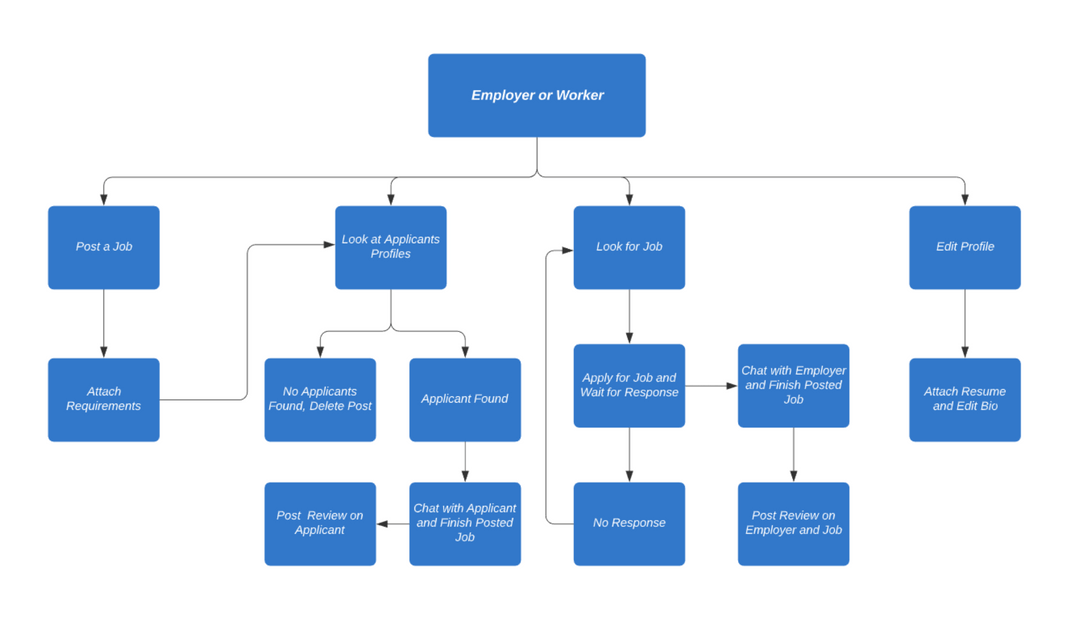 Employer or Worker
Post a Job
Look at Applicants
Profiles
Look for Job
Edit Profile
Attach
Requirements
No Applicants
Found, Delete Post
Applicant Found
Apply for Job and
Wait for Response
Chat with Employer
and Finish Posted
Job
Attach Resume
and Edit Bio
Post  Review on
Applicant
Chat with Applicant
and Finish Posted
Job
No Response
Post Review on
Employer and Job